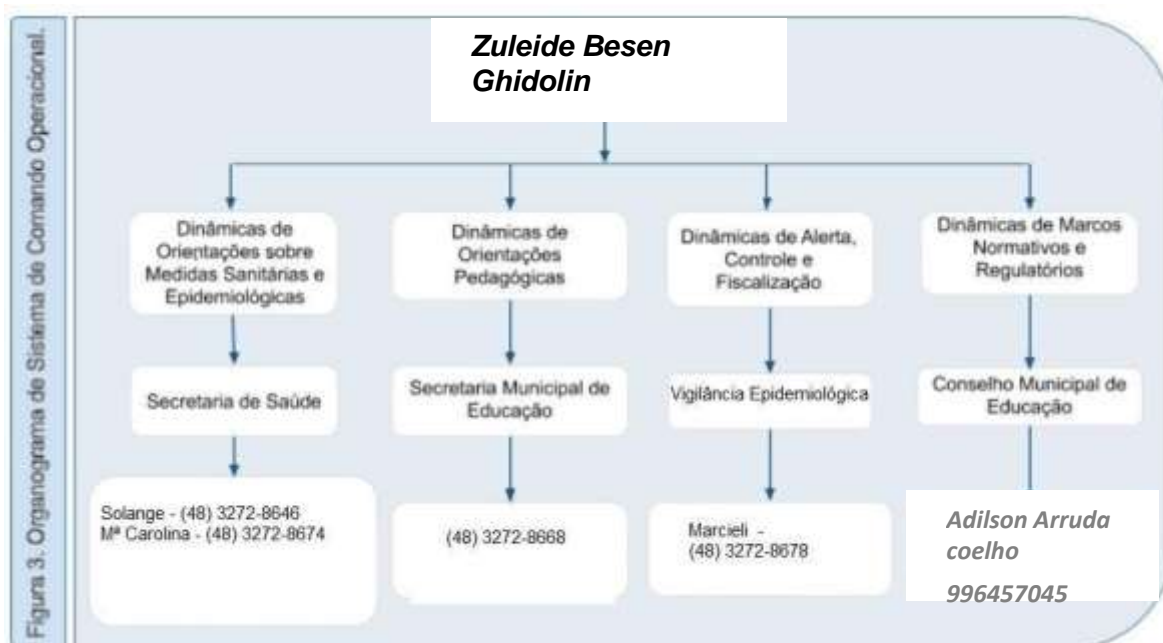 Figura 3. Organograma de Sistema de Comando Operacional.
Zuleide Besen
Ghidolin
Dinâmicas de
Orientações sobre
Medidas Sanitárias e
Epidemiológicas
Dinâmicas de
Orientações
Pedagógicas
Dinâmicas de Alerta,
Controle e
Fiscalização
Dinâmicas de Marcos
Normativos e
Regulatórios
Secretaria de Saúde
Secretaria Municipal de
Educação
Vigilância Epidemiológica
Conselho Municipal de
Educação
Solange - (48) 3272-8646
Mª Carolina - (48) 3272-8674
(48) 3272-8668
Marcieli -
(48) 3272-8678
Adilson Arruda
coelho
996457045